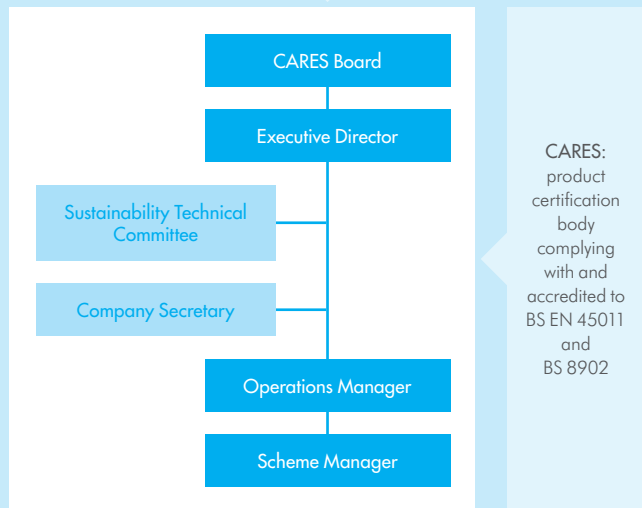 CARES Board
Executive Director
Sustainability Technical
Committee
Company Secretary
Operations Manager
Scheme Manager
CARES:
product
certification
body
complying
with and
accredited to
BS EN 45011
and
BS 8902